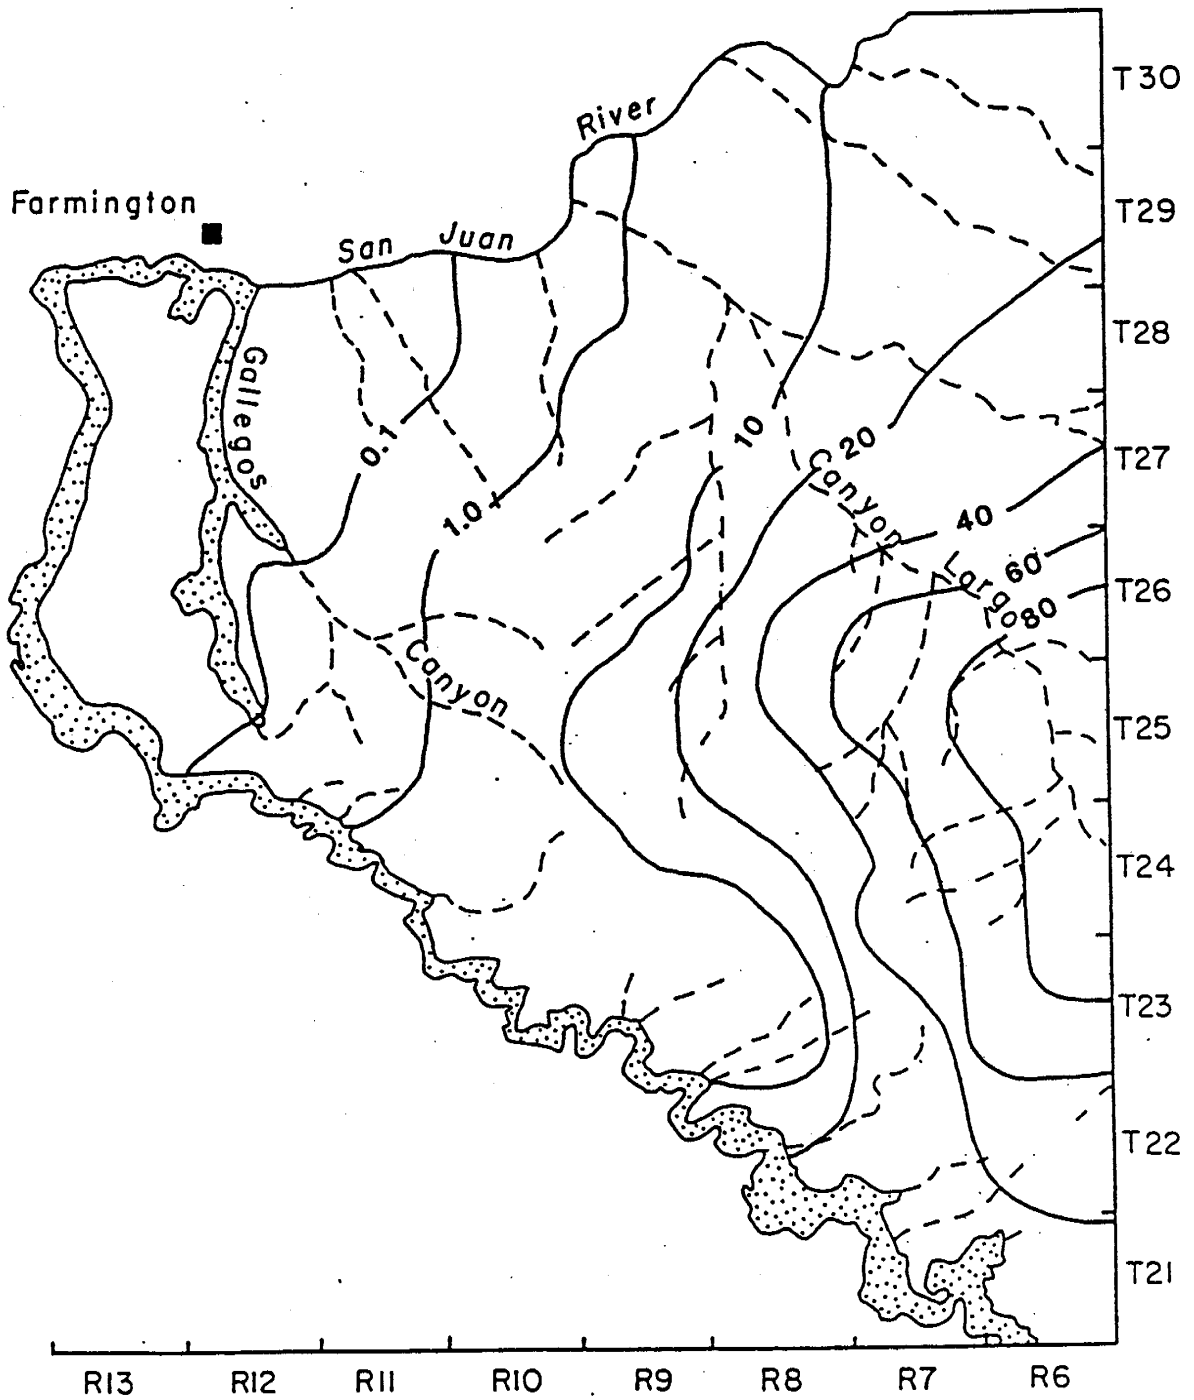 T30
River
Farmington
T29
San Juan
T28
Gallegos
10
20
0.1
T27
Canyon
1.0
40
Largo
60
T26
80
Canyon
T25
T24
T23
T22
T21
R13 R12 R11 R10 R9 R8 R7 R6